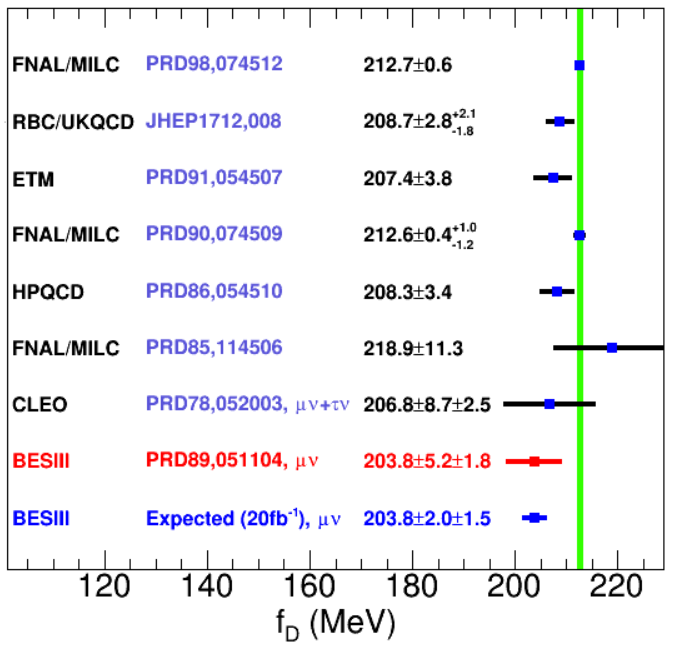 FNAL/MILC PRD98,074512 212.7±0.6
RBC/UKQCD JHEP1712,008 208.7±2.8+2.1-1.8
ETM PRD91,054507 207.4±3.8
FNAL/MILC PRD90,074509 212.6±0.4+1.0-1.2
HPQCD PRD86,054510 208.3±3.4
FNAL/MILC PRD85,114506 218.9±11.3
CLEO PRD78,052003, μν+τν 206.8±8.7±2.5
BESIII PRD89,051104, μν 203.8±5.2±1.8
BESIII Expected (20fb-1), μν 203.8±2.0±1.5
120 140 160 180 200 220
fD (MeV)